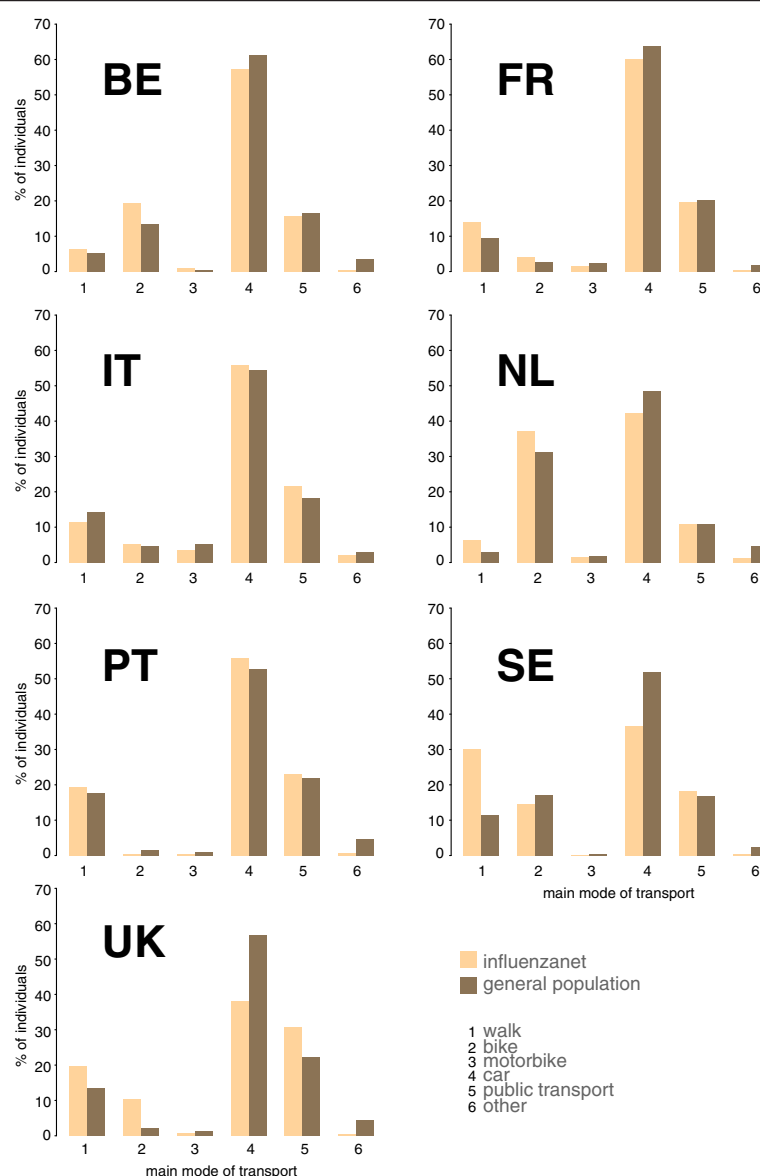 70
60
50
40
30
20
10
0
% of individuals
BE
1 2 3 4 5 6
70
60
50
40
30
20
10
0
FR
1 2 3 4 5 6
70
60
50
40
30
20
10
0
% of individuals
IT
1 2 3 4 5 6
70
60
50
40
30
20
10
0
NL
1 2 3 4 5 6
70
60
50
40
30
20
10
0
% of individuals
PT
1 2 3 4 5 6
70
60
50
40
30
20
10
0
SE
1 2 3 4 5 6
main mode of transport
70
60
50
40
30
20
10
0
% of individuals
UK
1 2 3 4 5 6
main mode of transport
influenzanet
general population
1 walk
2 bike
3 motorbike
4 car
5 public transport
6 other